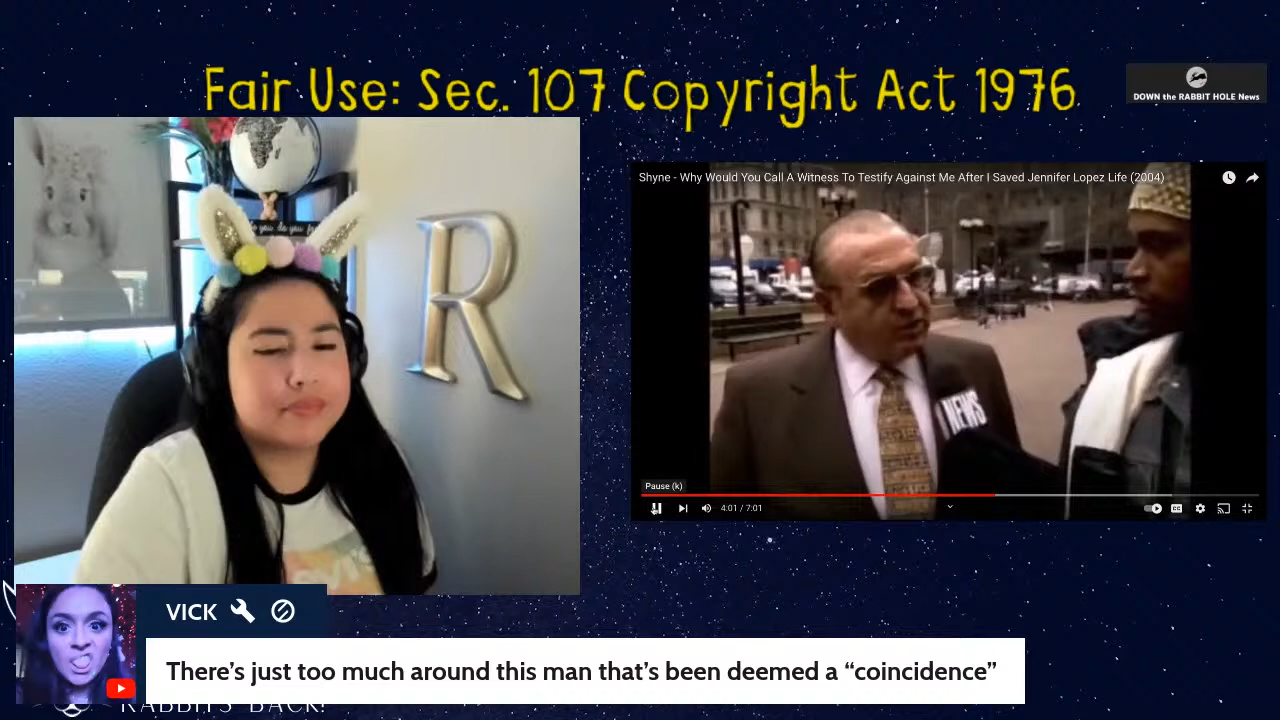 Fair Use: Sec. 107 Copyright Act 1976
DOWN the RABBIT HOLE News
Shyne - Why Would You Call A Witness To Testify Against Me After I Saved Jennifer Lopez Life (2004)
R
NEWS
Pause (k)
4:01 / 7:01
CC
VICK
There's just too much around this man that's been deemed a “coincidence”
RABBITS BACK!